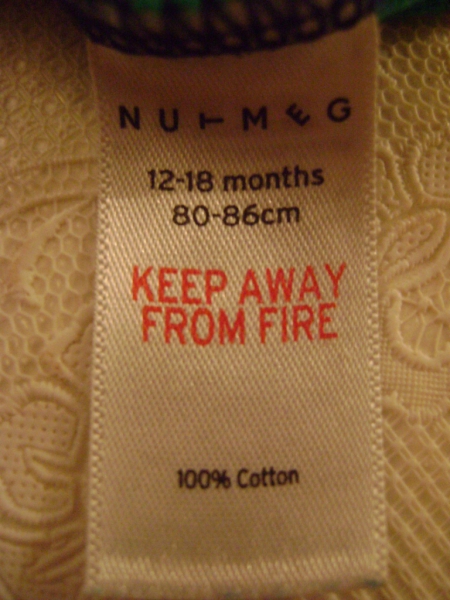 NUTMEG
12-18 months
80-86cm
KEEP AWAY
FROM FIRE
100% Cotton